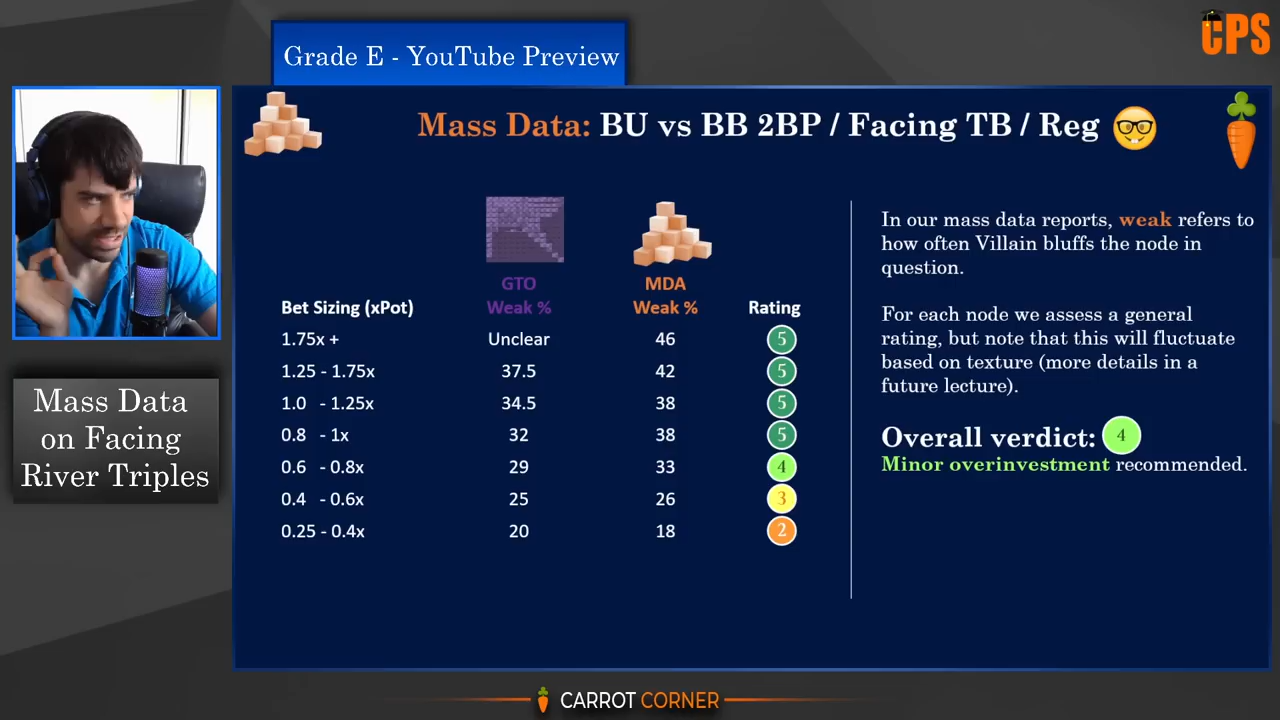 Grade E - YouTube Preview
CPS
Mass Data: BU vs BB 2BP / Facing TB / Reg
Mass Data
on Facing
River Triples
GTO MDA
Bet Sizing (xPot) Weak % Weak % Rating
1.75x + Unclear 46 5
1.25 - 1.75x 37.5 42 5
1.0 - 1.25x 34.5 38 5
0.8 - 1x 32 38 5
0.6 - 0.8x 29 33 4
0.4 - 0.6x 25 26 3
0.25 - 0.4x 20 18 2
In our mass data reports, weak refers to
how often Villain bluffs the node in
question.
For each node we assess a general
rating, but note that this will fluctuate
based on texture (more details in a
future lecture).
Overall verdict: 4
Minor overinvestment recommended.
CARROT CORNER